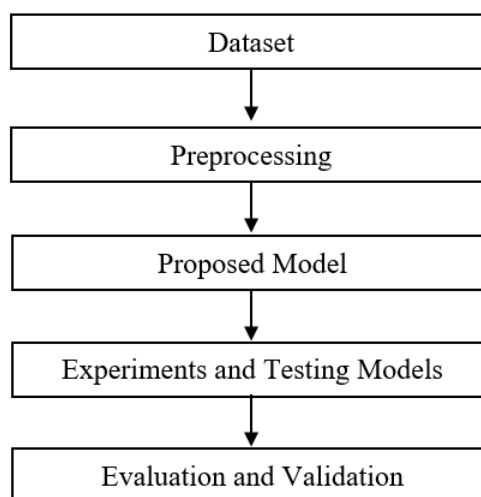 Dataset
Preprocessing
Proposed Model
Experiments and Testing Models
Evaluation and Validation